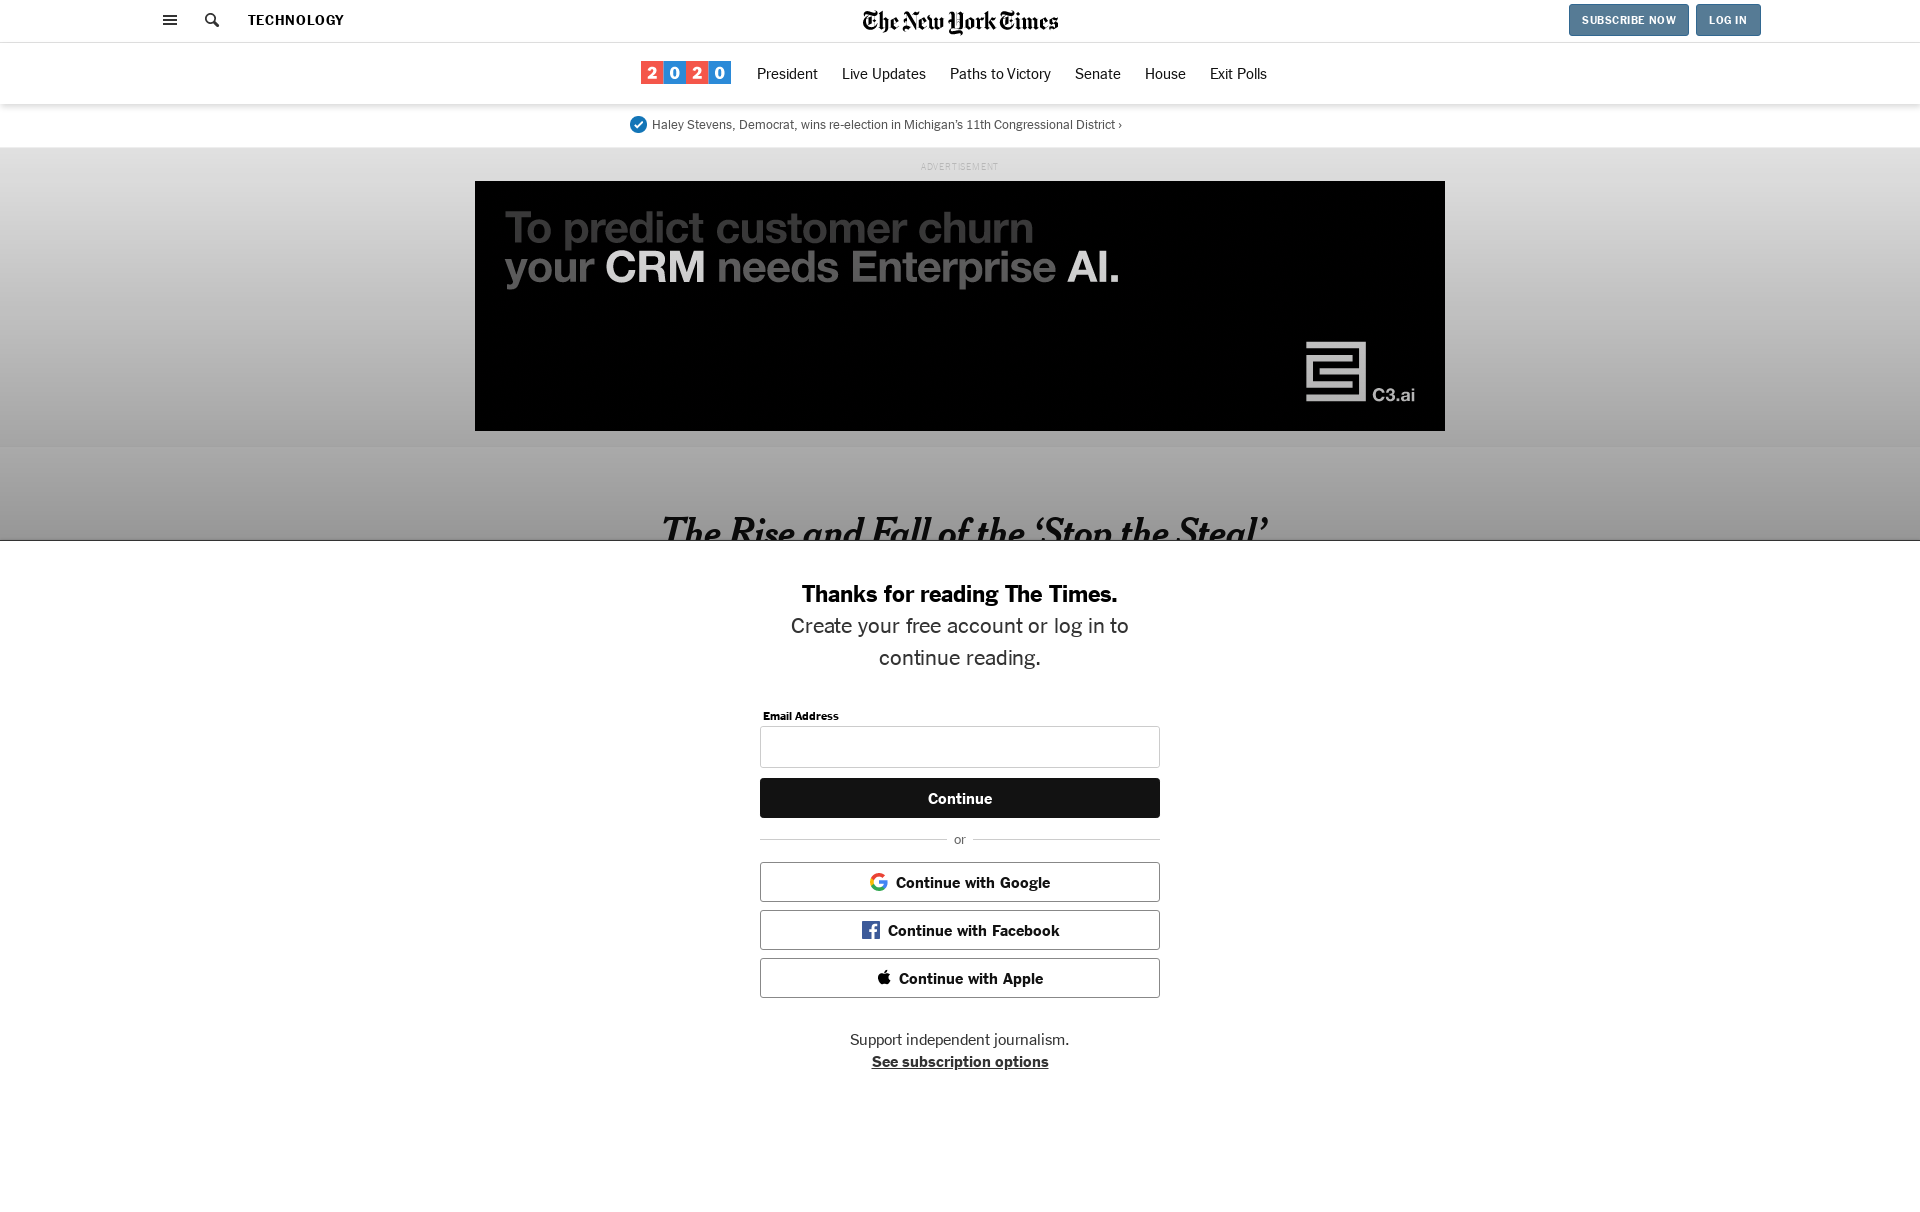 TECHNOLOGY
The New York Times
SUBSCRIBE NOW
LOG IN
2020
President
Live Updates
Paths to Victory
Senate
House
Exit Polls
Haley Stevens, Democrat, wins re-election in Michigan's 11th Congressional District ›
ADVERTISEMENT
To predict customer churn
your CRM needs Enterprise AI.
C3.ai
The Rise and Fall of the ‘Stop the Steal’
Thanks for reading The Times.
Create your free account or log in to
continue reading.
Email Address
Continue
or
Continue with Google
Continue with Facebook
Continue with Apple
Support independent journalism.
See subscription options